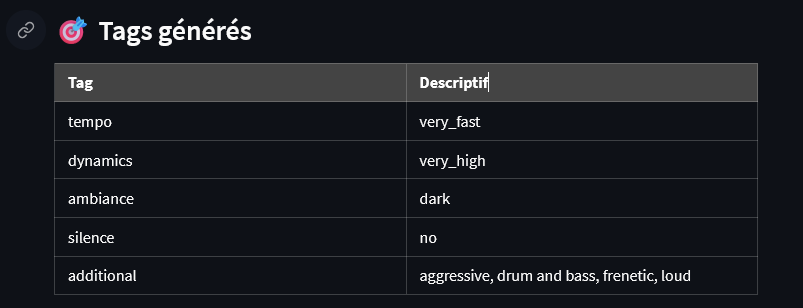 🎯 Tags générés
Tag Descriptif
tempo very_fast
dynamics very_high
ambiance dark
silence no
additional aggressive, drum and bass, frenetic, loud